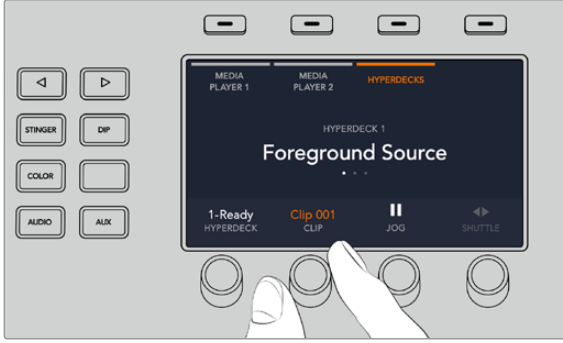 MEDIA
PLAYER 1
MEDIA
PLAYER 2
HYPERDECKS
HYPERDECK 1
Foreground Source
1-Ready
HYPERDECK
Clip 001
CLIP
JOG
SHUTTLE
STINGER
DIP
COLOR
AUDIO
AUX